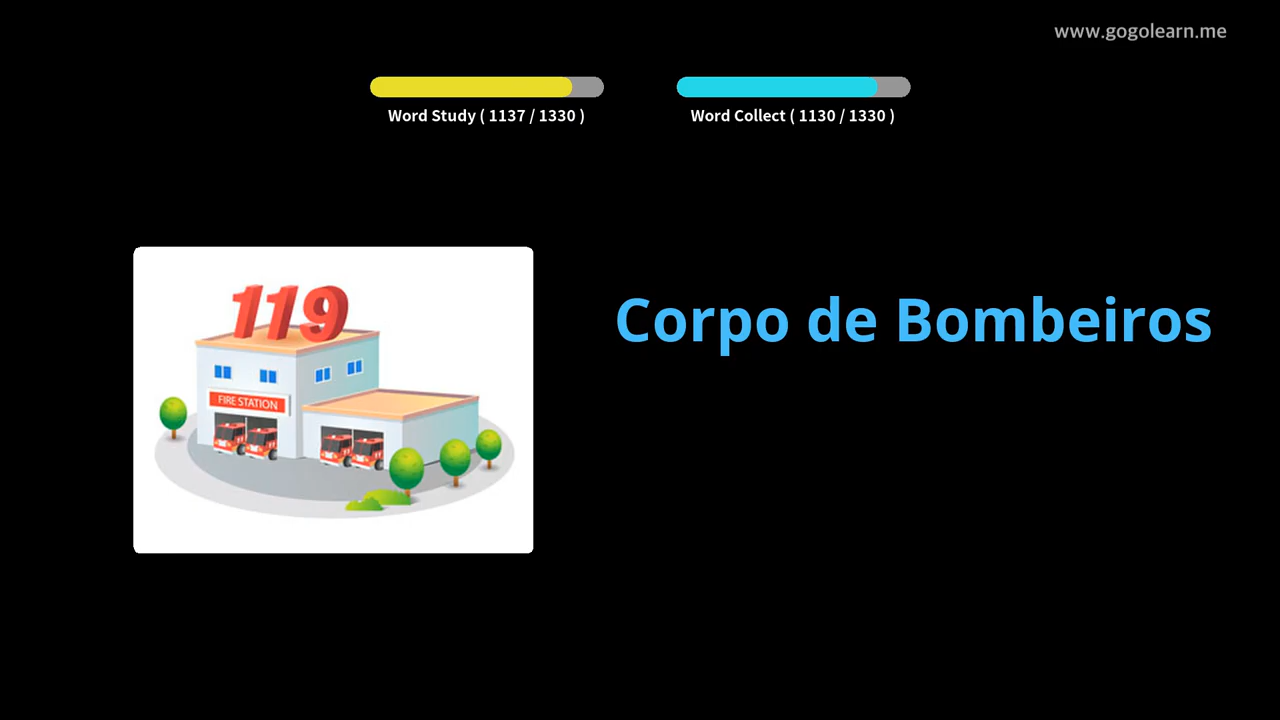 www.gogolearn.me
Word Study ( 1137 / 1330 )
Word Collect ( 1130 / 1330 )
119
Corpo de Bombeiros
FIRE STATION